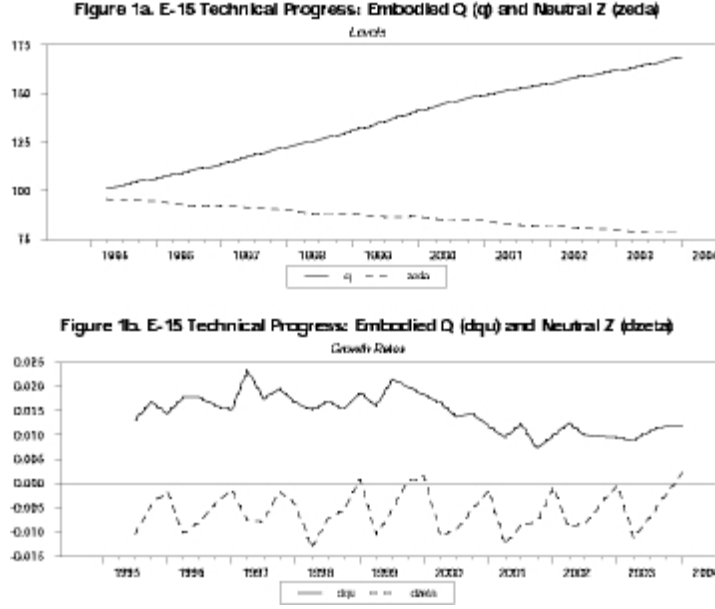 Figure 1a. E-15 Technical Progress: Embodied Q (q) and Neutral Z (zeda)
Levels
175
150
125
100
75
1995 1996 1997 1998 1999 2000 2001 2002 2003 2004
q zeda
Figure 1b. E-15 Technical Progress: Embodied Q (dqu) and Neutral Z (dzeta)
Growth Rates
0.025
0.020
0.015
0.010
0.005
0.000
-0.005
-0.010
-0.015
1995 1996 1997 1998 1999 2000 2001 2002 2003 2004
dqu dzeta